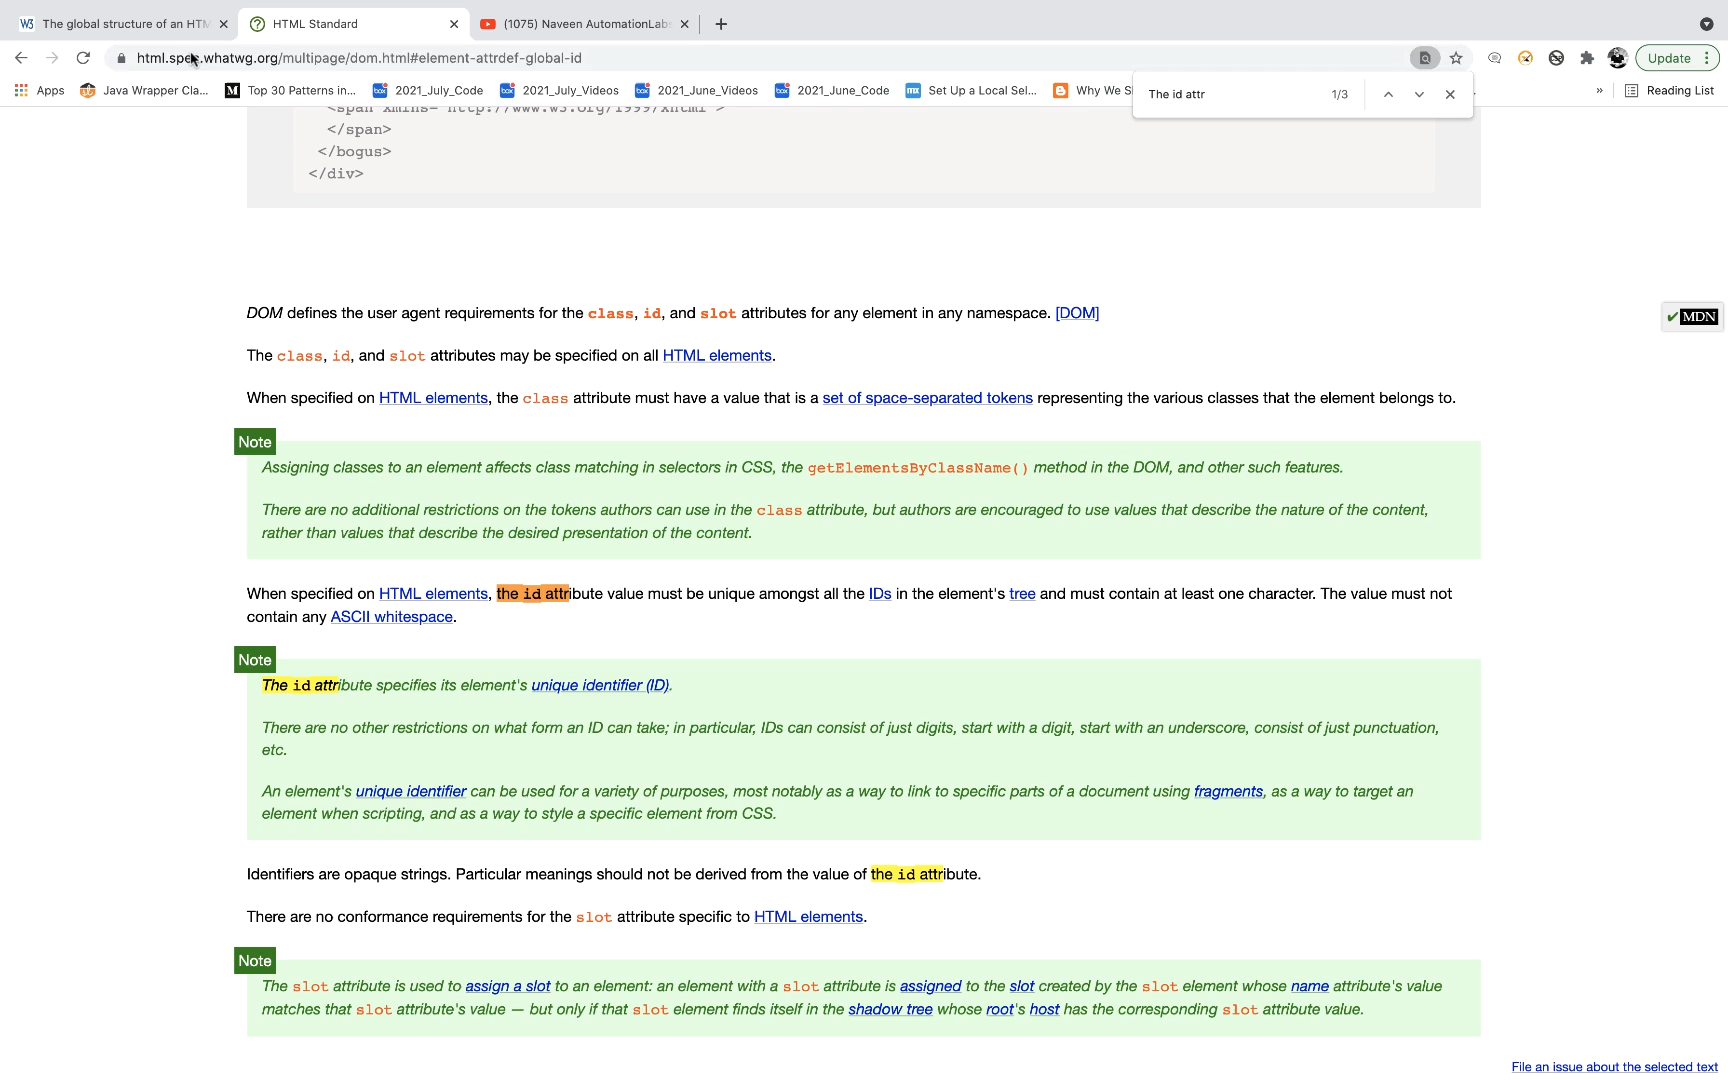 The global structure of an HTM
HTML Standard
(1075) Naveen AutomationLabs
html.spec.whatwg.org/multipage/dom.html#element-attrdef-global-id
Update
Apps
Java Wrapper Cla...
Top 30 Patterns in...
2021_July_Code
2021_July_Videos
2021_June_Videos
2021_June_Code
Set Up a Local Sel...
Why We S
»
Reading List
The id attr
1/3
<span xmlns="http://www.w3.org/1999/xhtml">
</span>
</bogus>
</div>
DOM defines the user agent requirements for the class, id, and slot attributes for any element in any namespace. [DOM]
MDN
The class, id, and slot attributes may be specified on all HTML elements.
When specified on HTML elements, the class attribute must have a value that is a set of space-separated tokens representing the various classes that the element belongs to.
Note
Assigning classes to an element affects class matching in selectors in CSS, the getElementsByClassName() method in the DOM, and other such features.
There are no additional restrictions on the tokens authors can use in the class attribute, but authors are encouraged to use values that describe the nature of the content,
rather than values that describe the desired presentation of the content.
When specified on HTML elements, the id attribute value must be unique amongst all the IDs in the element's tree and must contain at least one character. The value must not
contain any ASCII whitespace.
Note
The id attribute specifies its element's unique identifier (ID).
There are no other restrictions on what form an ID can take; in particular, IDs can consist of just digits, start with a digit, start with an underscore, consist of just punctuation,
etc.
An element's unique identifier can be used for a variety of purposes, most notably as a way to link to specific parts of a document using fragments, as a way to target an
element when scripting, and as a way to style a specific element from CSS.
Identifiers are opaque strings. Particular meanings should not be derived from the value of the id attribute.
There are no conformance requirements for the slot attribute specific to HTML elements.
Note
The slot attribute is used to assign a slot to an element: an element with a slot attribute is assigned to the slot created by the slot element whose name attribute's value
matches that slot attribute's value — but only if that slot element finds itself in the shadow tree whose root's host has the corresponding slot attribute value.
File an issue about the selected text